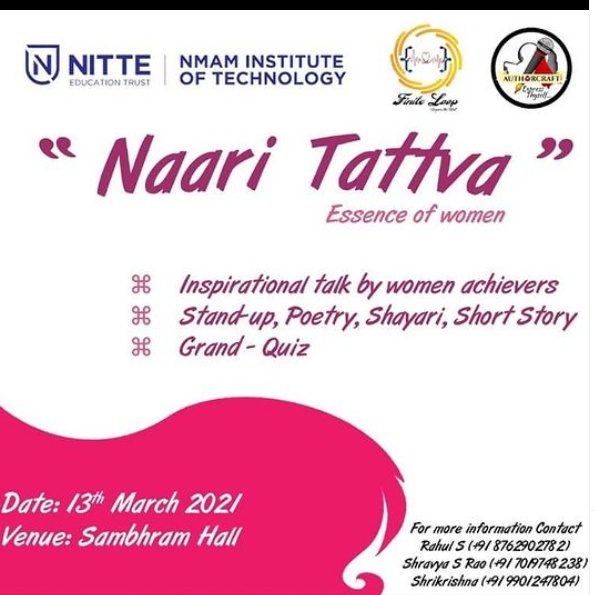 NITTE
EDUCATION TRUST
NMAM INSTITUTE
OF TECHNOLOGY
Finite Loop
AUTHORCRAFT
Express
Thyself...
“ Naari Tattva ”
Essence of women
⌘ Inspirational talk by women achievers
⌘ Stand-up, Poetry, Shayari, Short Story
⌘ Grand - Quiz
Date: 13th March 2021
Venue: Sambhram Hall
For more information Contact
Rahul S (+91 8762902782)
Shravya S Rao (+91 7019748238)
Shrikrishna (+91 9901247804)